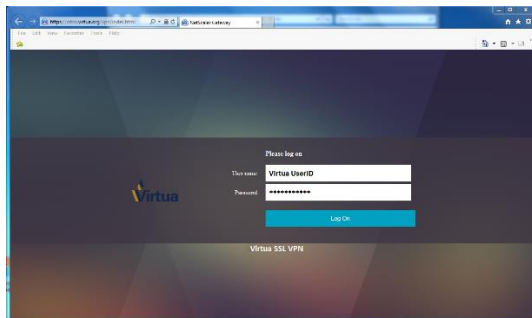 NetScaler Gateway
File Edit View Favorites Tools Help
Please log on
User name
Virtua UserID
Password
Virtua
Log On
Virtua SSL VPN